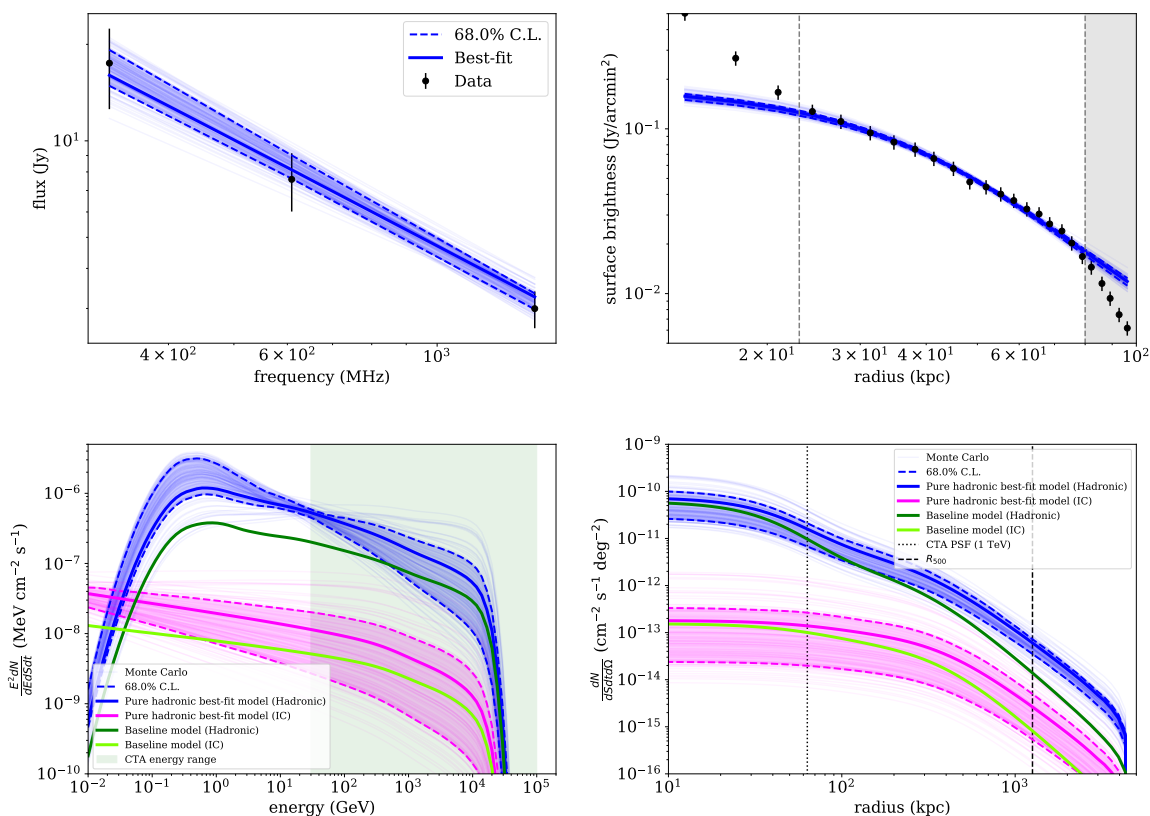 10¹
flux (Jy)
68.0% C.L.
Best-fit
Data
4 × 10² 6 × 10² 10³
frequency (MHz)
10⁻¹
10⁻²
surface brightness (Jy/arcmin²)
2 × 10¹ 3 × 10¹ 4 × 10¹ 6 × 10¹ 10²
radius (kpc)
10⁻⁶
10⁻⁷
10⁻⁸
10⁻⁹
10⁻¹⁰
E²dN/dEdSdt (MeV cm⁻² s⁻¹)
Monte Carlo
68.0% C.L.
Pure hadronic best-fit model (Hadronic)
Pure hadronic best-fit model (IC)
Baseline model (Hadronic)
Baseline model (IC)
CTA energy range
10⁻² 10⁻¹ 10⁰ 10¹ 10² 10³ 10⁴ 10⁵
energy (GeV)
10⁻⁹
10⁻¹⁰
10⁻¹¹
10⁻¹²
10⁻¹³
10⁻¹⁴
10⁻¹⁵
10⁻¹⁶
dN/dSdtdΩ (cm⁻² s⁻¹ deg⁻²)
Monte Carlo
68.0% C.L.
Pure hadronic best-fit model (Hadronic)
Pure hadronic best-fit model (IC)
Baseline model (Hadronic)
Baseline model (IC)
CTA PSF (1 TeV)
R₅₀₀
10¹ 10² 10³
radius (kpc)